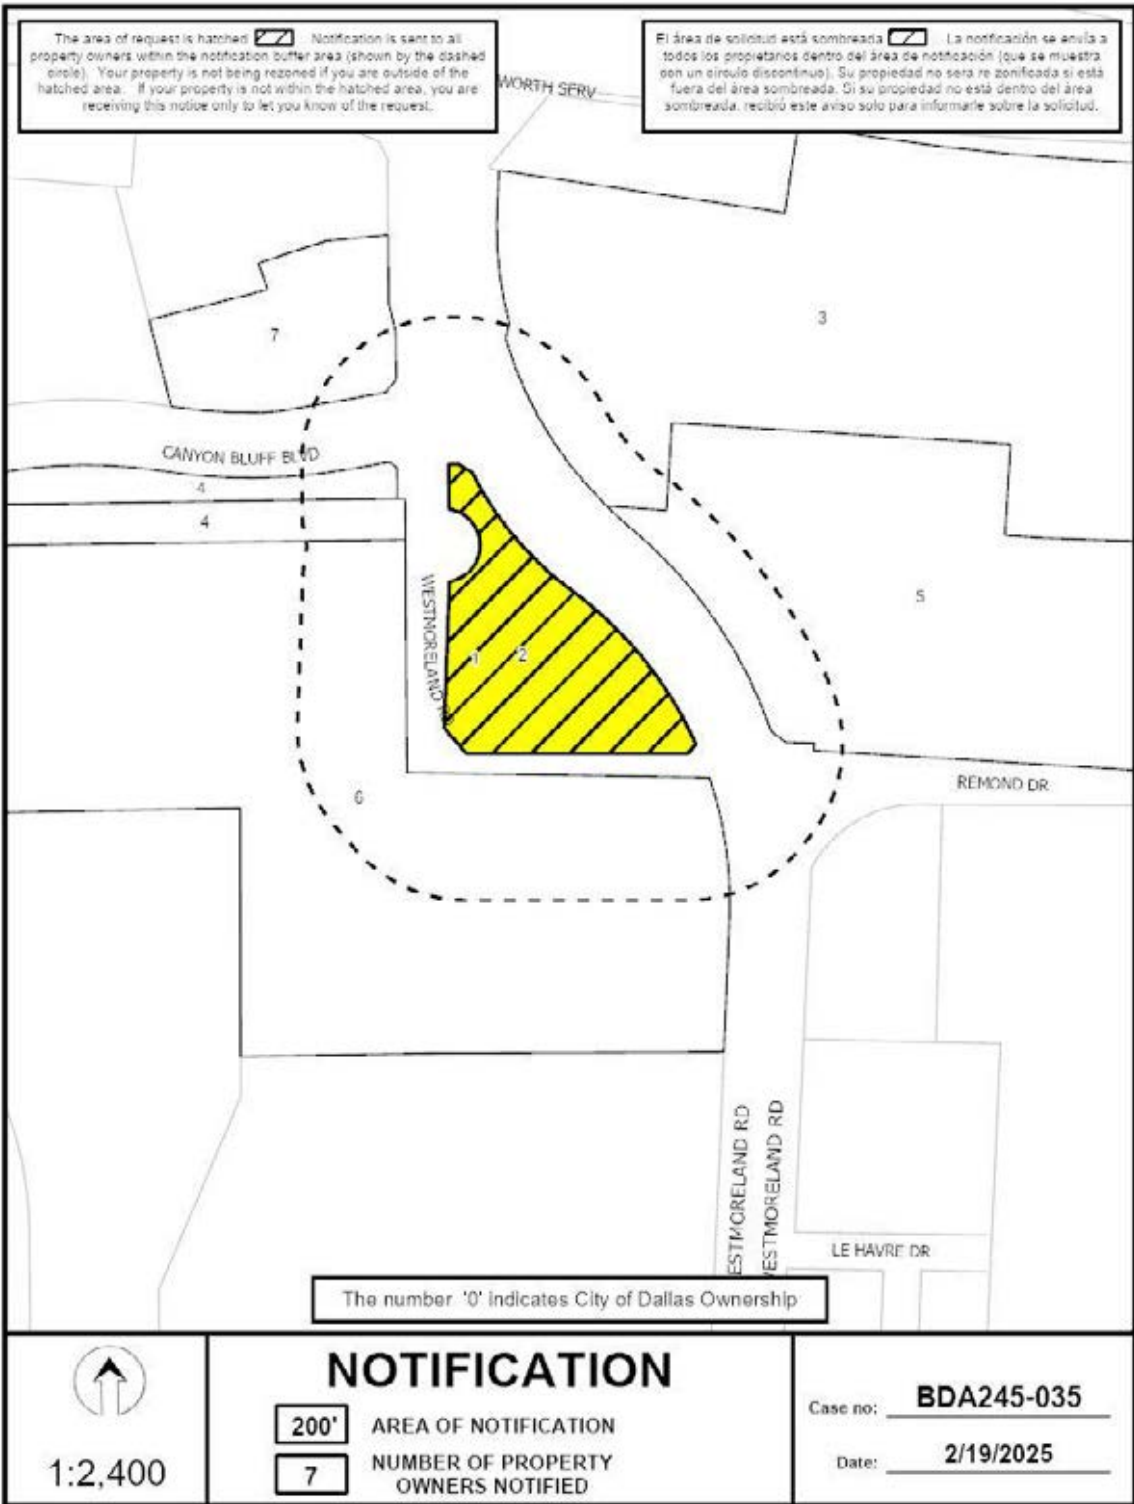 The area of request is hatched Notification is sent to all
property owners within the notification buffer area (shown by the dashed
circle). Your property is not being rezoned if you are outside of the
hatched area. If your property is not within the hatched area, you are
receiving this notice only to let you know of the request.
El área de solicitud está sombreada La notificación se envía a
todos los propietarios dentro del área de notificación (que se muestra
con un círculo discontinuo). Su propiedad no sera re zonificada si está
fuera del área sombreada. Si su propiedad no está dentro del área
sombreada, recibió este aviso solo para informarle sobre la solicitud.
WORTH SERV
3
7
CANYON BLUFF BLVD
4
4
WESTMORELAND RD
1
2
5
6
REMOND DR
ESTMORELAND RD
WESTMORELAND RD
LE HAVRE DR
The number '0' indicates City of Dallas Ownership
1:2,400
NOTIFICATION
200' AREA OF NOTIFICATION
7 NUMBER OF PROPERTY
OWNERS NOTIFIED
Case no: BDA245-035
Date: 2/19/2025